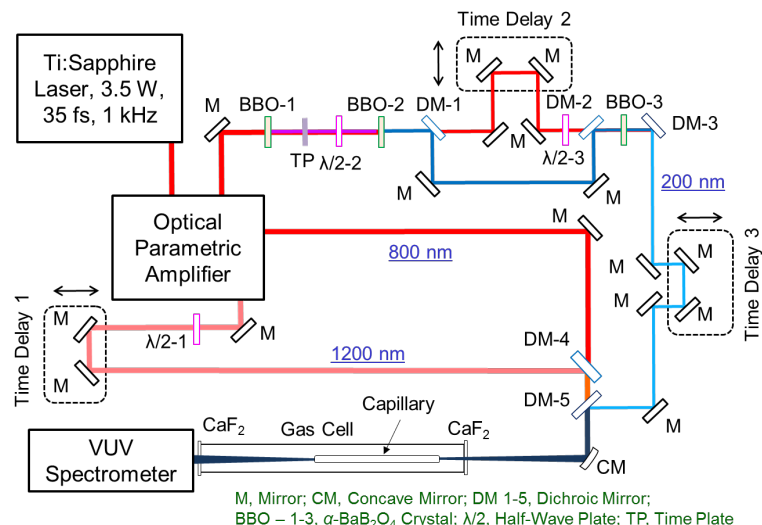 Time Delay 2
Ti:Sapphire
Laser, 3.5 W,
35 fs, 1 kHz
M
M
M
BBO-1
BBO-2
DM-1
DM-2
BBO-3
DM-3
TP
λ/2-2
M
λ/2-3
M
M
200 nm
Optical
Parametric
Amplifier
M
800 nm
M
M
M
M
Time Delay 3
Time Delay 1
M
λ/2-1
M
M
1200 nm
DM-4
DM-5
M
CaF2
Gas Cell
Capillary
CaF2
VUV
Spectrometer
CM
M, Mirror; CM, Concave Mirror; DM 1-5, Dichroic Mirror;
BBO – 1-3, α-BaB2O4 Crystal; λ/2, Half-Wave Plate; TP, Time Plate